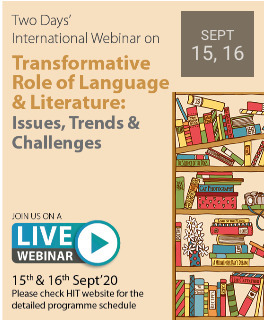 Two Days'
International Webinar on
Transformative
Role of Language
& Literature:
Issues, Trends &
Challenges
SEPT
15, 16
JOIN US ON A
LIVE
WEBINAR
15th & 16th Sept'20
Please check HIT website for the
detailed programme schedule